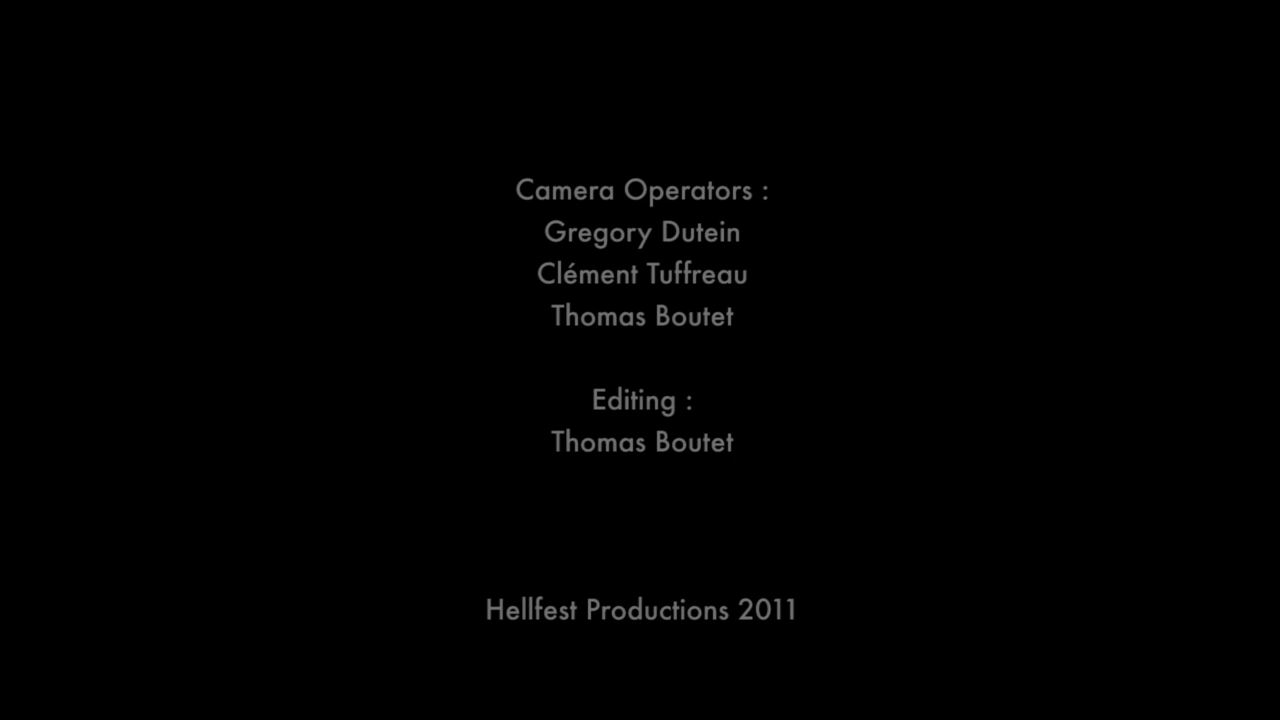 Camera Operators :
Gregory Dutein
Clément Tuffreau
Thomas Boutet
Editing :
Thomas Boutet
Hellfest Productions 2011